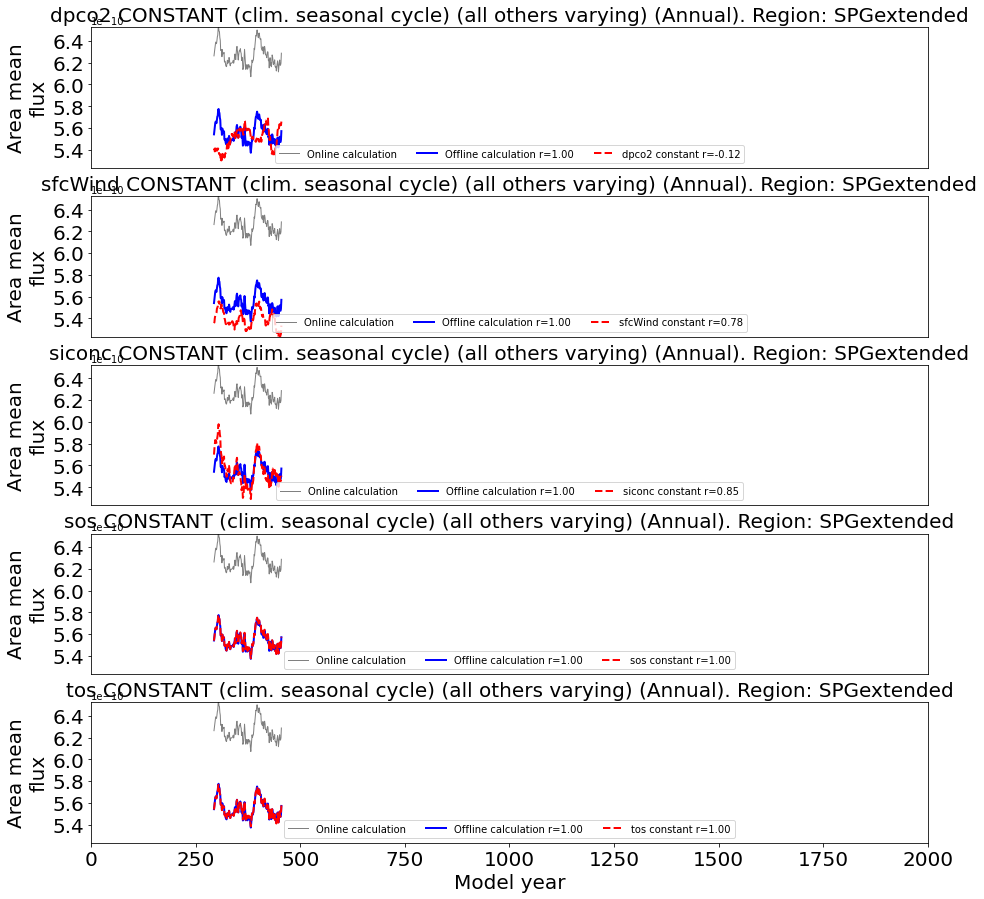 dpco2 CONSTANT (clim. seasonal cycle) (all others varying) (Annual). Region: SPGextended
1e−10
6.4
6.2
6.0
5.8
5.6
5.4
Area mean
flux
Online calculation
Offline calculation r=1.00
dpco2 constant r=-0.12
sfcWind CONSTANT (clim. seasonal cycle) (all others varying) (Annual). Region: SPGextended
1e−10
6.4
6.2
6.0
5.8
5.6
5.4
Area mean
flux
Online calculation
Offline calculation r=1.00
sfcWind constant r=0.78
siconc CONSTANT (clim. seasonal cycle) (all others varying) (Annual). Region: SPGextended
1e−10
6.4
6.2
6.0
5.8
5.6
5.4
Area mean
flux
Online calculation
Offline calculation r=1.00
siconc constant r=0.85
sos CONSTANT (clim. seasonal cycle) (all others varying) (Annual). Region: SPGextended
1e−10
6.4
6.2
6.0
5.8
5.6
5.4
Area mean
flux
Online calculation
Offline calculation r=1.00
sos constant r=1.00
tos CONSTANT (clim. seasonal cycle) (all others varying) (Annual). Region: SPGextended
1e−10
6.4
6.2
6.0
5.8
5.6
5.4
Area mean
flux
Online calculation
Offline calculation r=1.00
tos constant r=1.00
0 250 500 750 1000 1250 1500 1750 2000
Model year